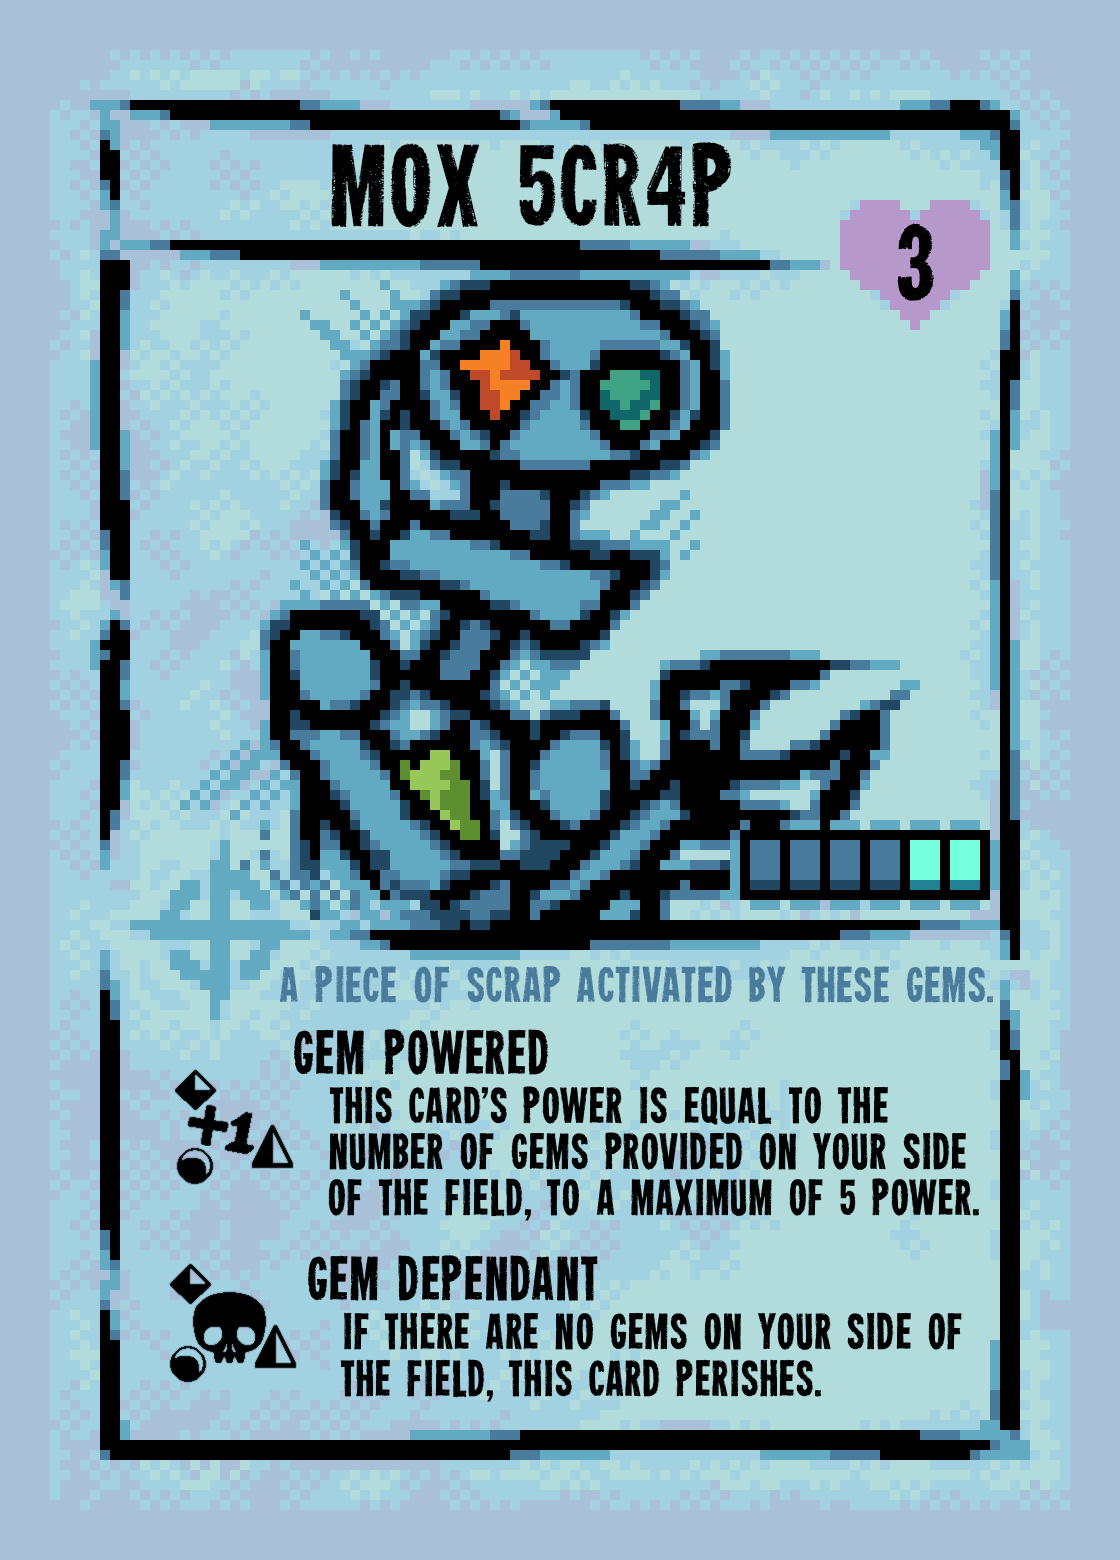 MOX 5CR4P
3
A PIECE OF SCRAP ACTIVATED BY THESE GEMS.
GEM POWERED
+1
THIS CARD'S POWER IS EQUAL TO THE
NUMBER OF GEMS PROVIDED ON YOUR SIDE
OF THE FIELD, TO A MAXIMUM OF 5 POWER.
GEM DEPENDANT
IF THERE ARE NO GEMS ON YOUR SIDE OF
THE FIELD, THIS CARD PERISHES.